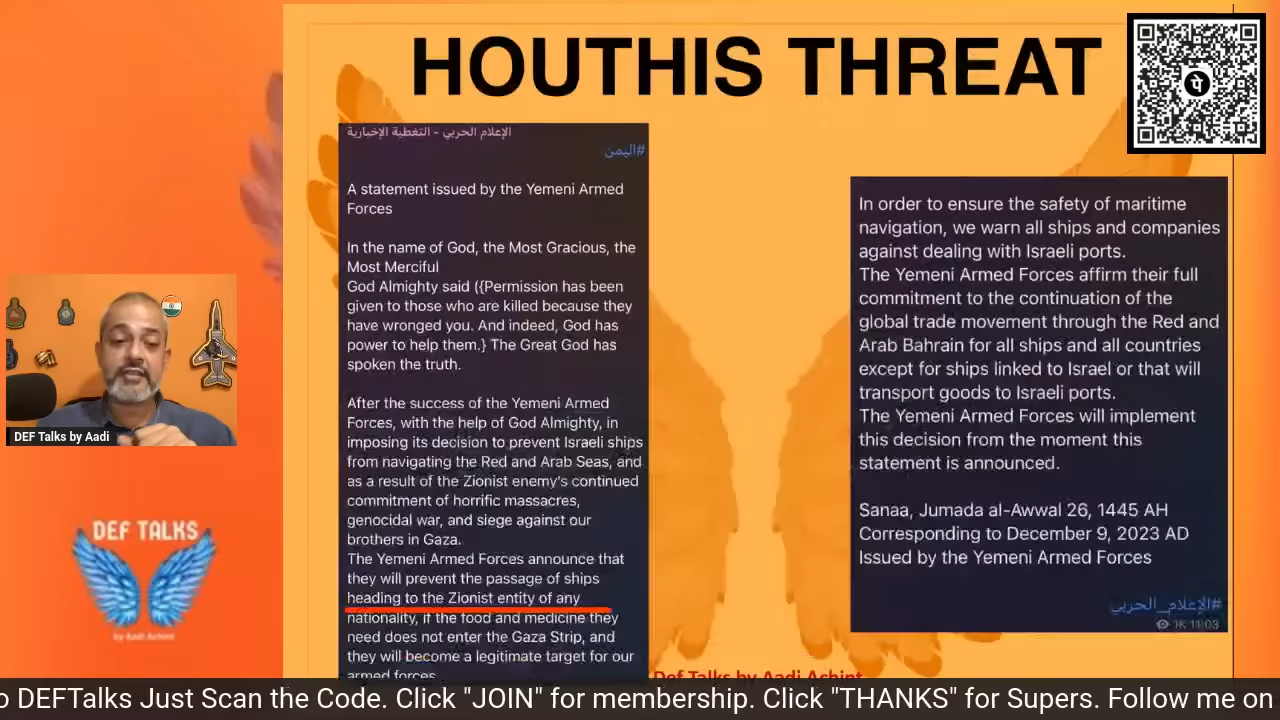 HOUTHIS THREAT
الإعلام الحربي - التغطية الإخبارية
#اليمن
A statement issued by the Yemeni Armed
Forces
In the name of God, the Most Gracious, the
Most Merciful
God Almighty said ({Permission has been
given to those who are killed because they
have wronged you. And indeed, God has
power to help them.} The Great God has
spoken the truth.
After the success of the Yemeni Armed
Forces, with the help of God Almighty, in
imposing its decision to prevent Israeli ships
from navigating the Red and Arab Seas, and
as a result of the Zionist enemy's continued
commitment of horrific massacres,
genocidal war, and siege against our
brothers in Gaza.
The Yemeni Armed Forces announce that
they will prevent the passage of ships
heading to the Zionist entity of any
nationality, if the food and medicine they
need does not enter the Gaza Strip, and
they will become a legitimate target for our
armed forces
In order to ensure the safety of maritime
navigation, we warn all ships and companies
against dealing with Israeli ports.
The Yemeni Armed Forces affirm their full
commitment to the continuation of the
global trade movement through the Red and
Arab Bahrain for all ships and all countries
except for ships linked to Israel or that will
transport goods to Israeli ports.
The Yemeni Armed Forces will implement
this decision from the moment this
statement is announced.
Sanaa, Jumada al-Awwal 26, 1445 AH
Corresponding to December 9, 2023 AD
Issued by the Yemeni Armed Forces
#الإعلام_الحربي
1K 11:03
पे
DEF Talks by Aadi
DEF TALKS
by Aadi Achint
Def Talks by Aadi Achint
o DEFTalks Just Scan the Code. Click "JOIN" for membership. Click "THANKS" for Supers. Follow me on